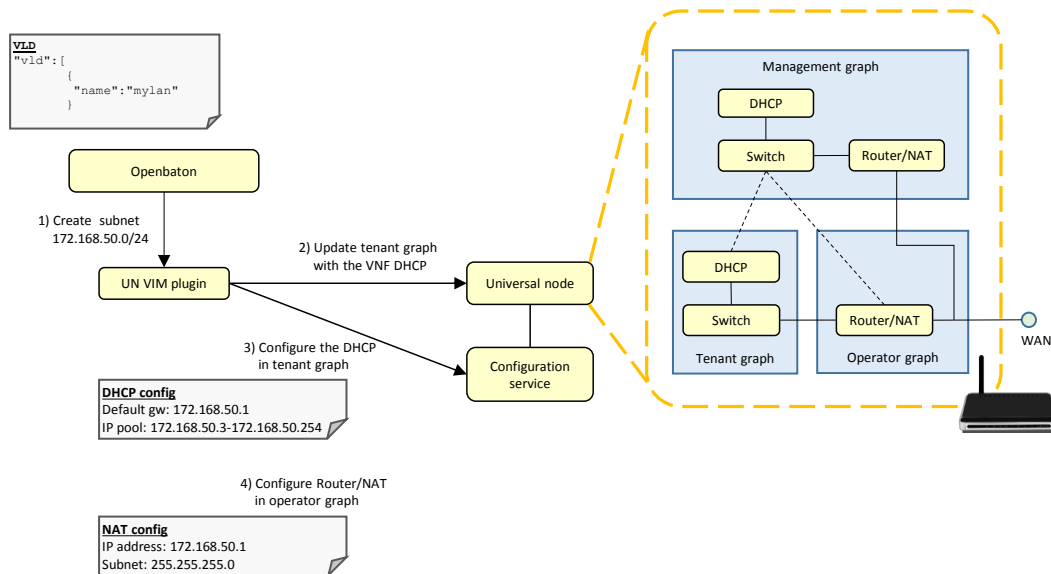 VLD
"vld":[
{
"name":"mylan"
}
Openbaton
1) Create subnet
172.168.50.0/24
2) Update tenant graph
with the VNF DHCP
UN VIM plugin
Universal node
3) Configure the DHCP
in tenant graph
Configuration
service
DHCP config
Default gw: 172.168.50.1
IP pool: 172.168.50.3-172.168.50.254
4) Configure Router/NAT
in operator graph
NAT config
IP address: 172.168.50.1
Subnet: 255.255.255.0
Management graph
DHCP
Switch
Router/NAT
DHCP
Switch
Tenant graph
Router/NAT
Operator graph
WAN